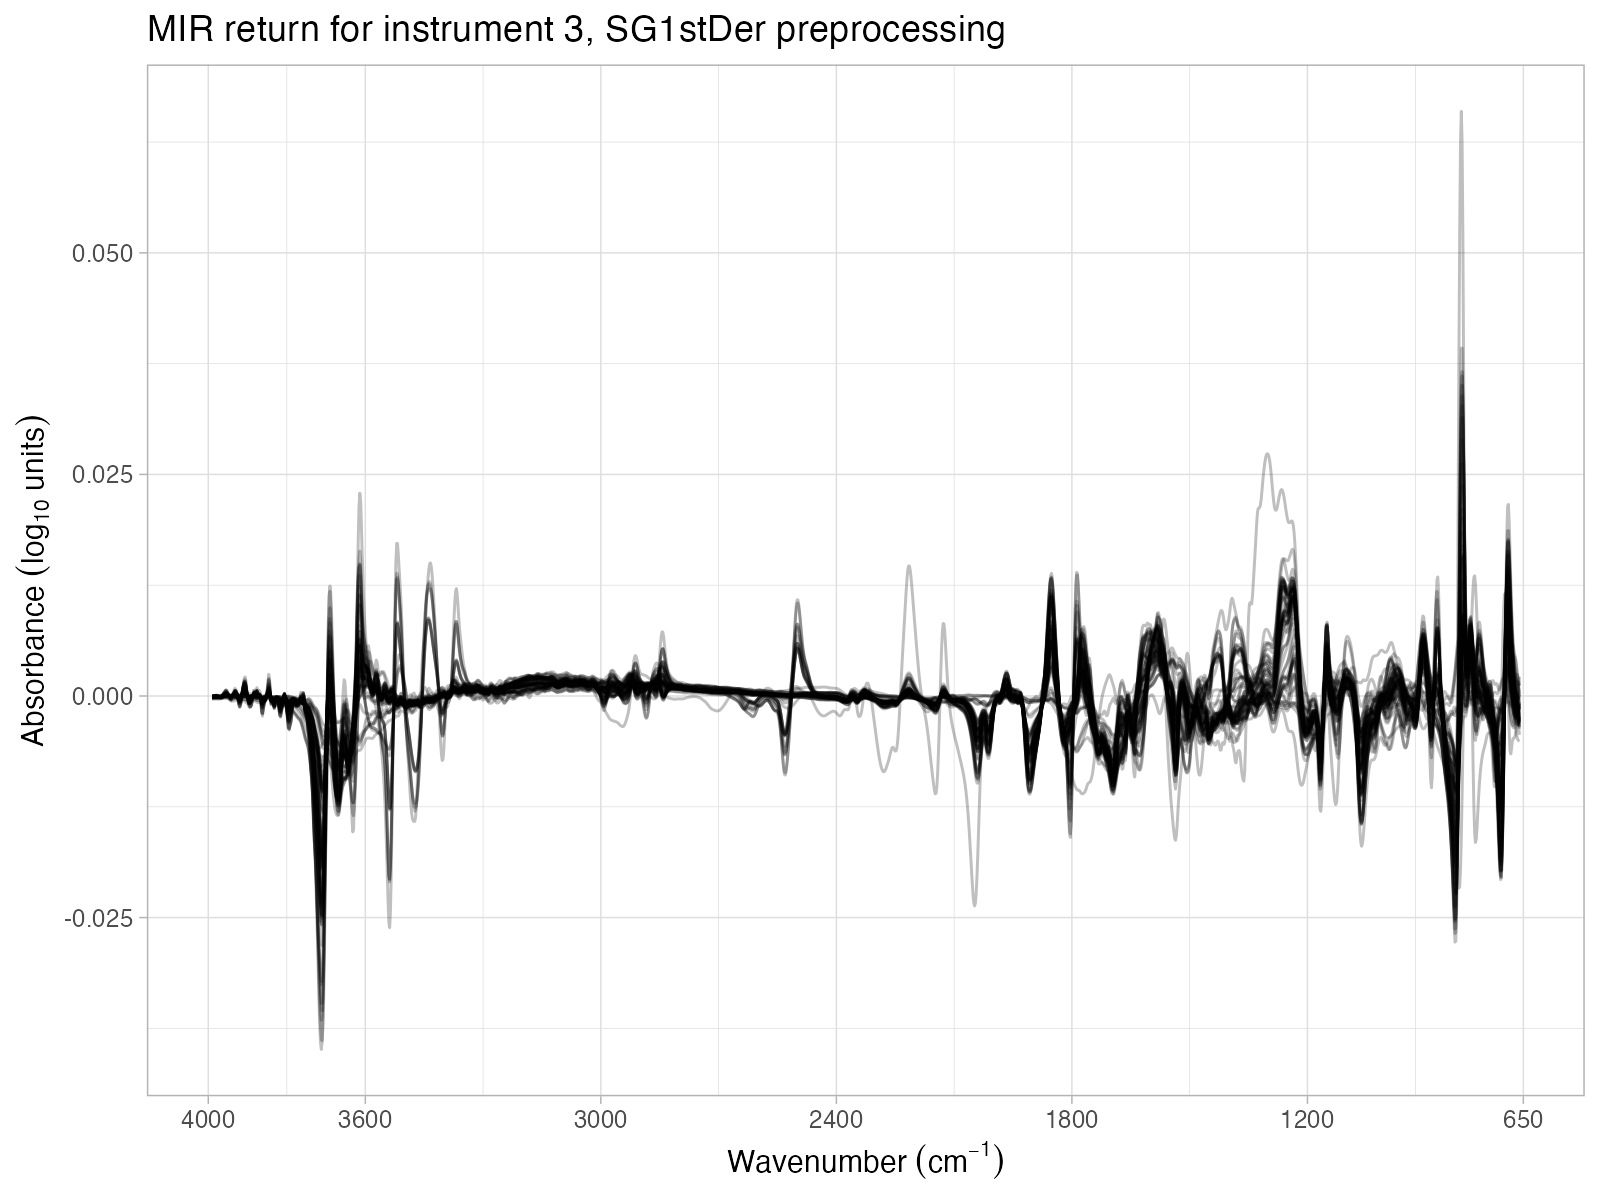 MIR return for instrument 3, SG1stDer preprocessing
Absorbance (log₁₀ units)
0.050
0.025
0.000
-0.025
4000 3600 3000 2400 1800 1200 650
Wavenumber (cm⁻¹)